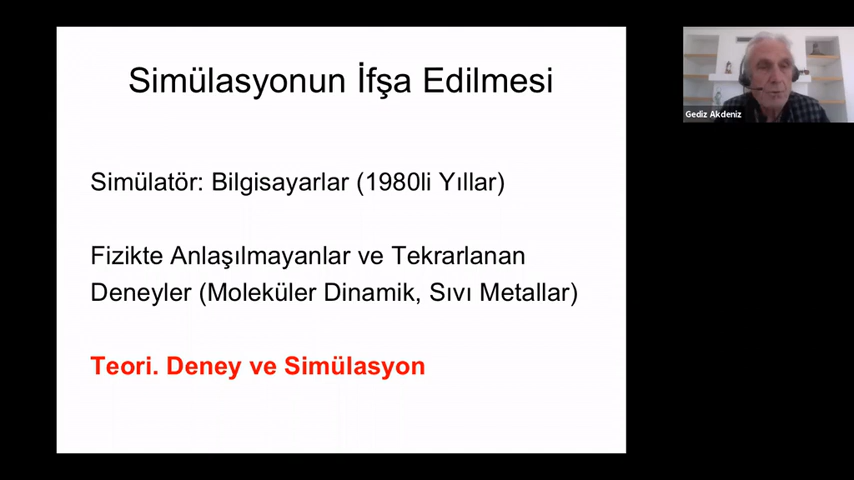 Simülasyonun İfşa Edilmesi
Simülatör: Bilgisayarlar (1980li Yıllar)
Fizikte Anlaşılmayanlar ve Tekrarlanan
Deneyler (Moleküler Dinamik, Sıvı Metallar)
Teori. Deney ve Simülasyon
Gediz Akdeniz